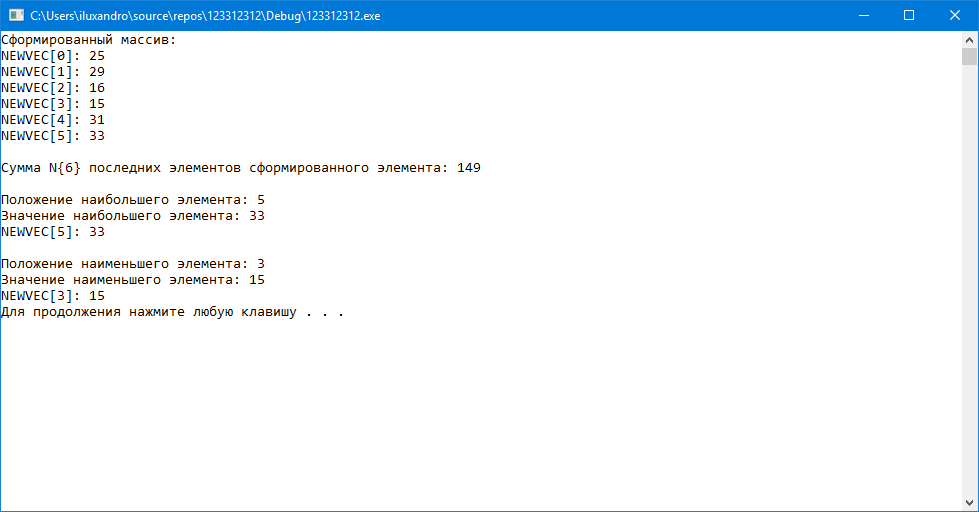 C:\Users\iluxandro\source\repos\123312312\Debug\123312312.exe
Сформированный массив:
NEWVEC[0]: 25
NEWVEC[1]: 29
NEWVEC[2]: 16
NEWVEC[3]: 15
NEWVEC[4]: 31
NEWVEC[5]: 33
Сумма N{6} последних элементов сформированного элемента: 149
Положение наибольшего элемента: 5
Значение наибольшего элемента: 33
NEWVEC[5]: 33
Положение наименьшего элемента: 3
Значение наименьшего элемента: 15
NEWVEC[3]: 15
Для продолжения нажмите любую клавишу . . .